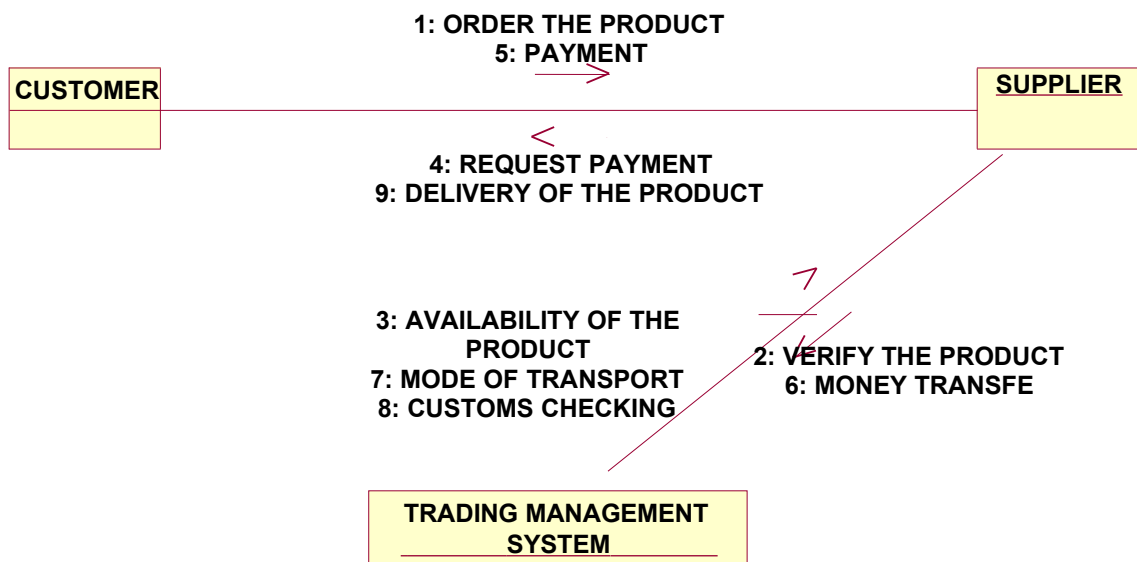 1: ORDER THE PRODUCT
5: PAYMENT
CUSTOMER
SUPPLIER
4: REQUEST PAYMENT
9: DELIVERY OF THE PRODUCT
3: AVAILABILITY OF THE
PRODUCT
7: MODE OF TRANSPORT
8: CUSTOMS CHECKING
2: VERIFY THE PRODUCT
6: MONEY TRANSFE
TRADING MANAGEMENT
SYSTEM